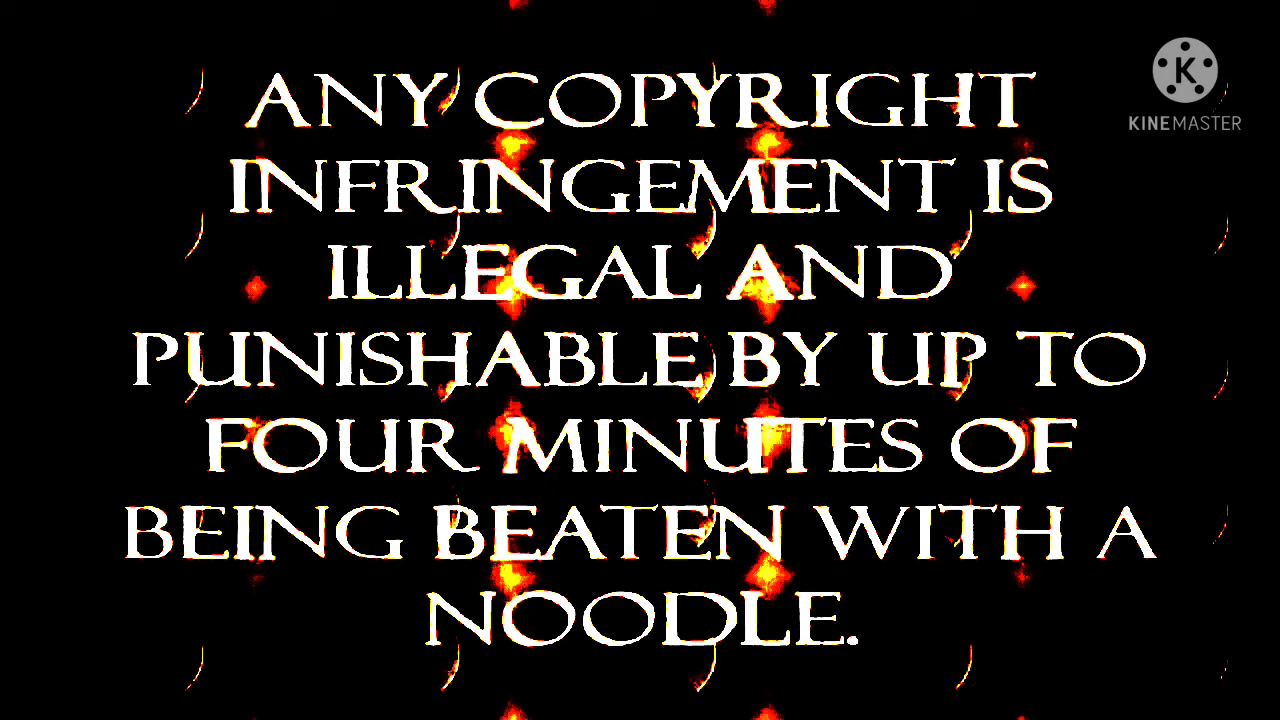 ANY COPYRIGHT
INFRINGEMENT IS
ILLEGAL AND
PUNISHABLE BY UP TO
FOUR MINUTES OF
BEING BEATEN WITH A
NOODLE.
K
KINEMASTER